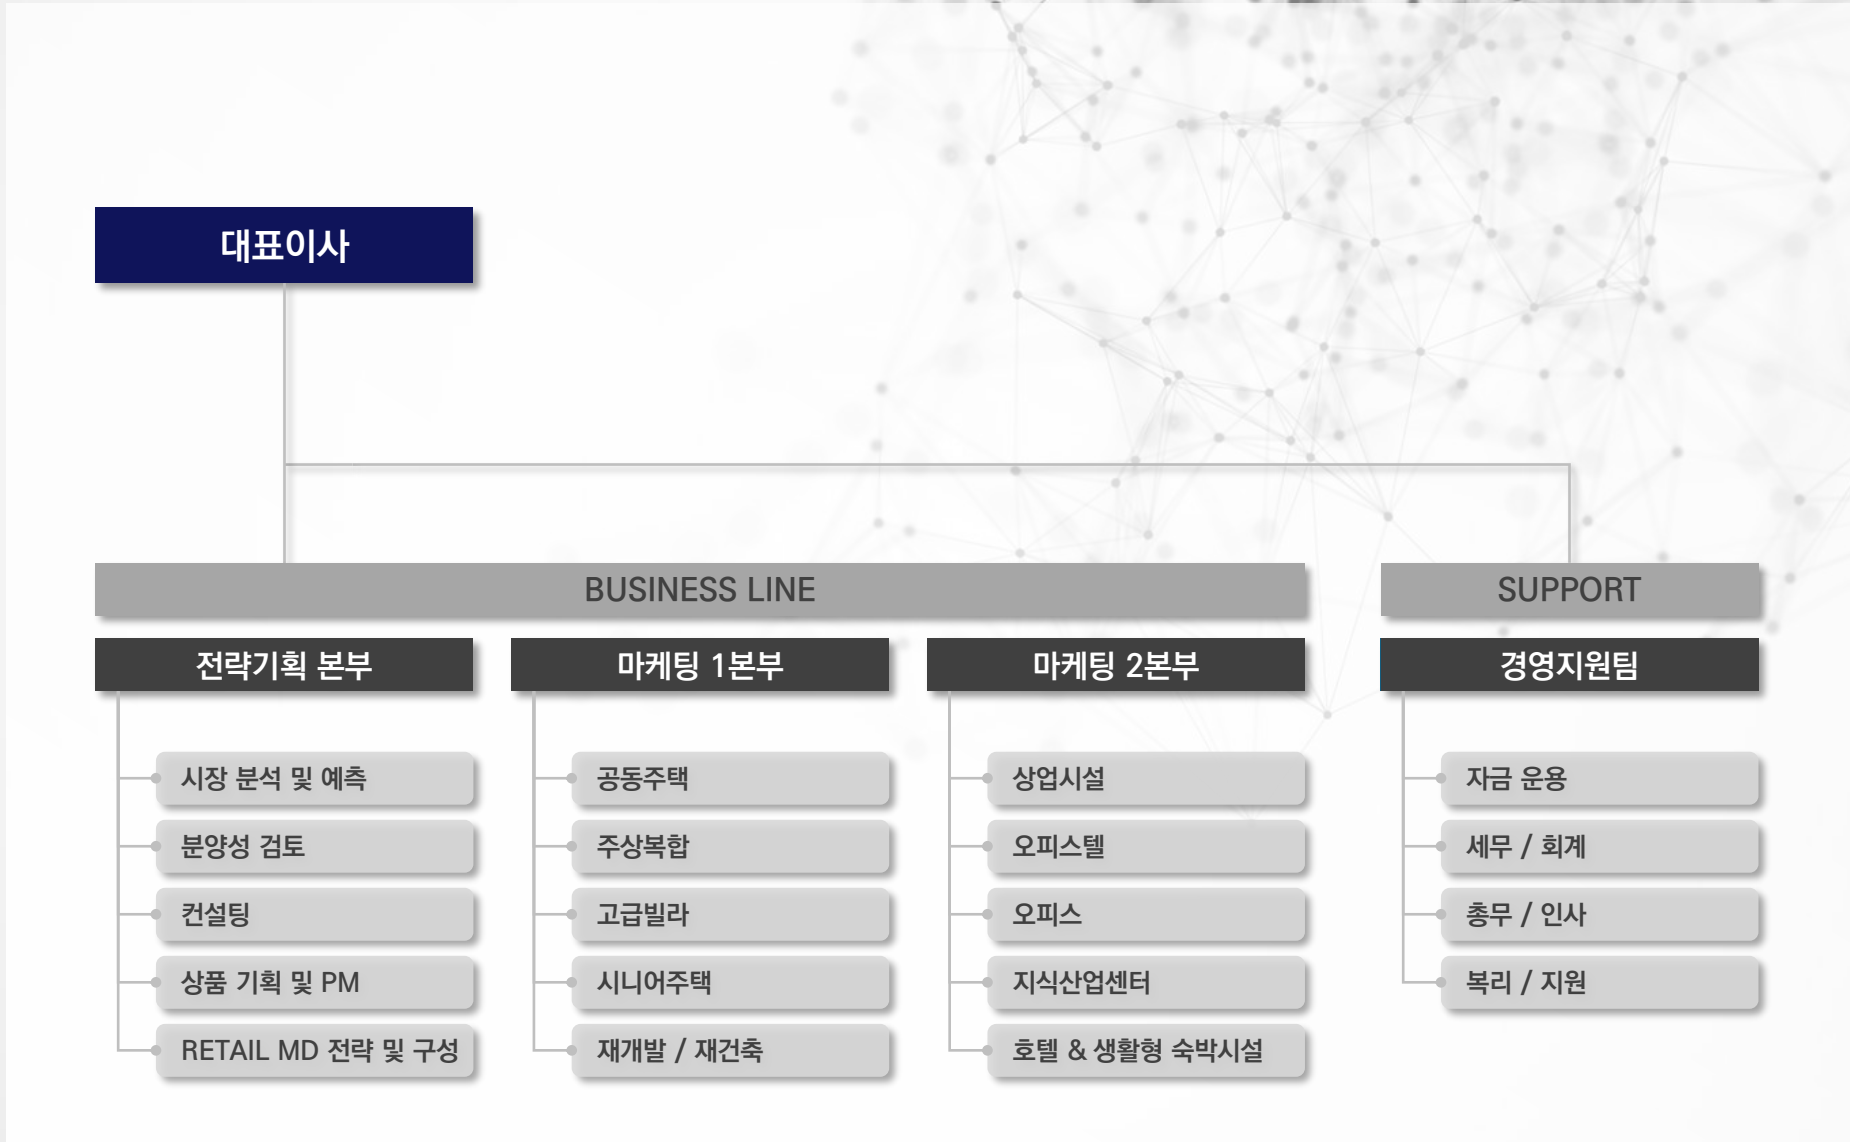 대표이사
BUSINESS LINE
SUPPORT
전략기획 본부
시장 분석 및 예측
분양성 검토
컨설팅
상품 기획 및 PM
RETAIL MD 전략 및 구성
마케팅 1본부
공동주택
주상복합
고급빌라
시니어주택
재개발 / 재건축
마케팅 2본부
상업시설
오피스텔
오피스
지식산업센터
호텔 & 생활형 숙박시설
경영지원팀
자금 운용
세무 / 회계
총무 / 인사
복리 / 지원